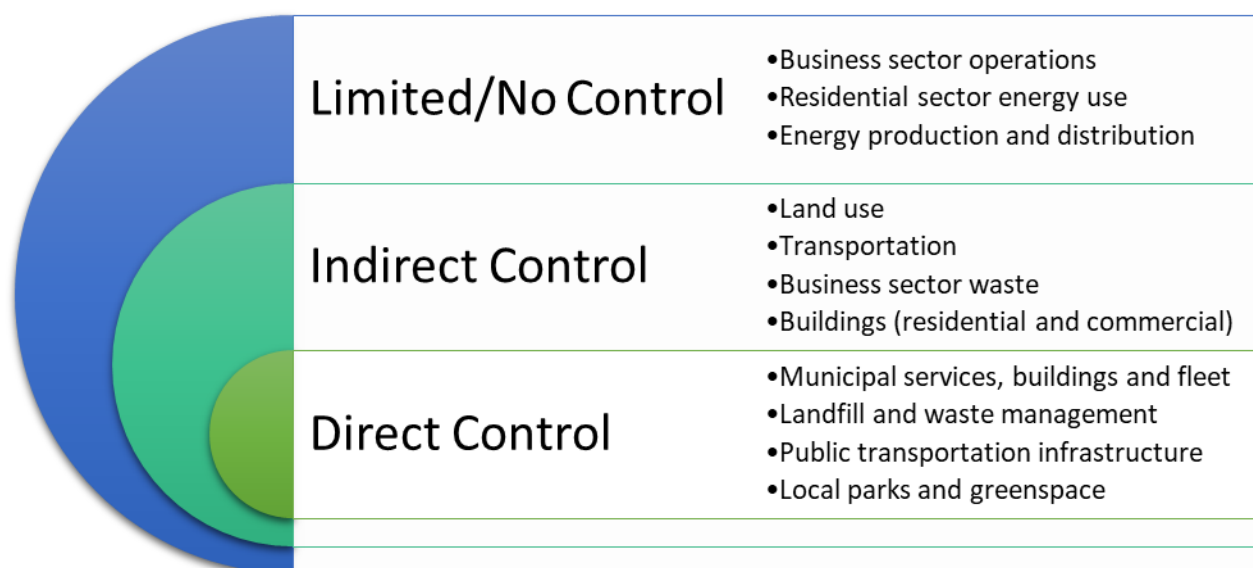 Limited/No Control
•Business sector operations
•Residential sector energy use
•Energy production and distribution
Indirect Control
•Land use
•Transportation
•Business sector waste
•Buildings (residential and commercial)
Direct Control
•Municipal services, buildings and fleet
•Landfill and waste management
•Public transportation infrastructure
•Local parks and greenspace